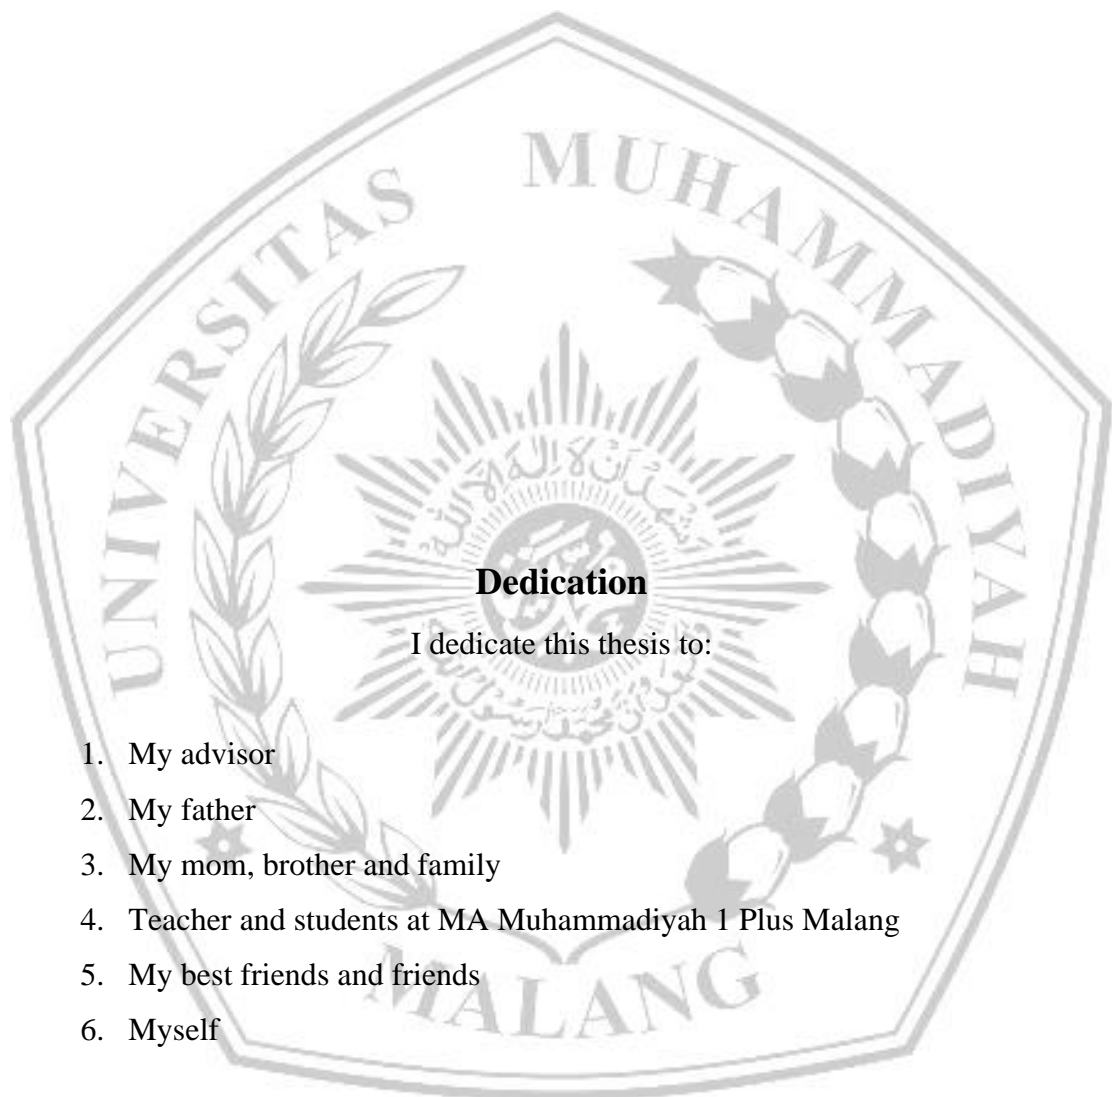 UNIVERSITAS MUHAMMADIYAH
Dedication
I dedicate this thesis to:
1. My advisor
2. My father
3. My mom, brother and family
4. Teacher and students at MA Muhammadiyah 1 Plus Malang
5. My best friends and friends
6. Myself
MALANG